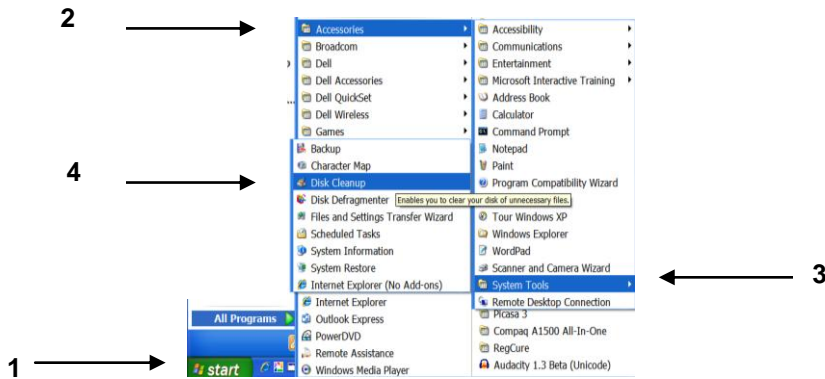 2
Accessories
Broadcom
Dell
Dell Accessories
Dell QuickSet
Dell Wireless
Games
Accessibility
Communications
Entertainment
Microsoft Interactive Training
Address Book
Calculator
Command Prompt
Notepad
Paint
Program Compatibility Wizard
Tour Windows XP
Windows Explorer
WordPad
Scanner and Camera Wizard
System Tools
Remote Desktop Connection
4
Backup
Character Map
Disk Cleanup
Disk Defragmenter
Enables you to clear your disk of unnecessary files.
Files and Settings Transfer Wizard
Scheduled Tasks
System Information
System Restore
Internet Explorer (No Add-ons)
3
Internet Explorer
Outlook Express
PowerDVD
Remote Assistance
Windows Media Player
Picasa 3
Compaq A1500 All-In-One
RegCure
Audacity 1.3 Beta (Unicode)
All Programs
1
start